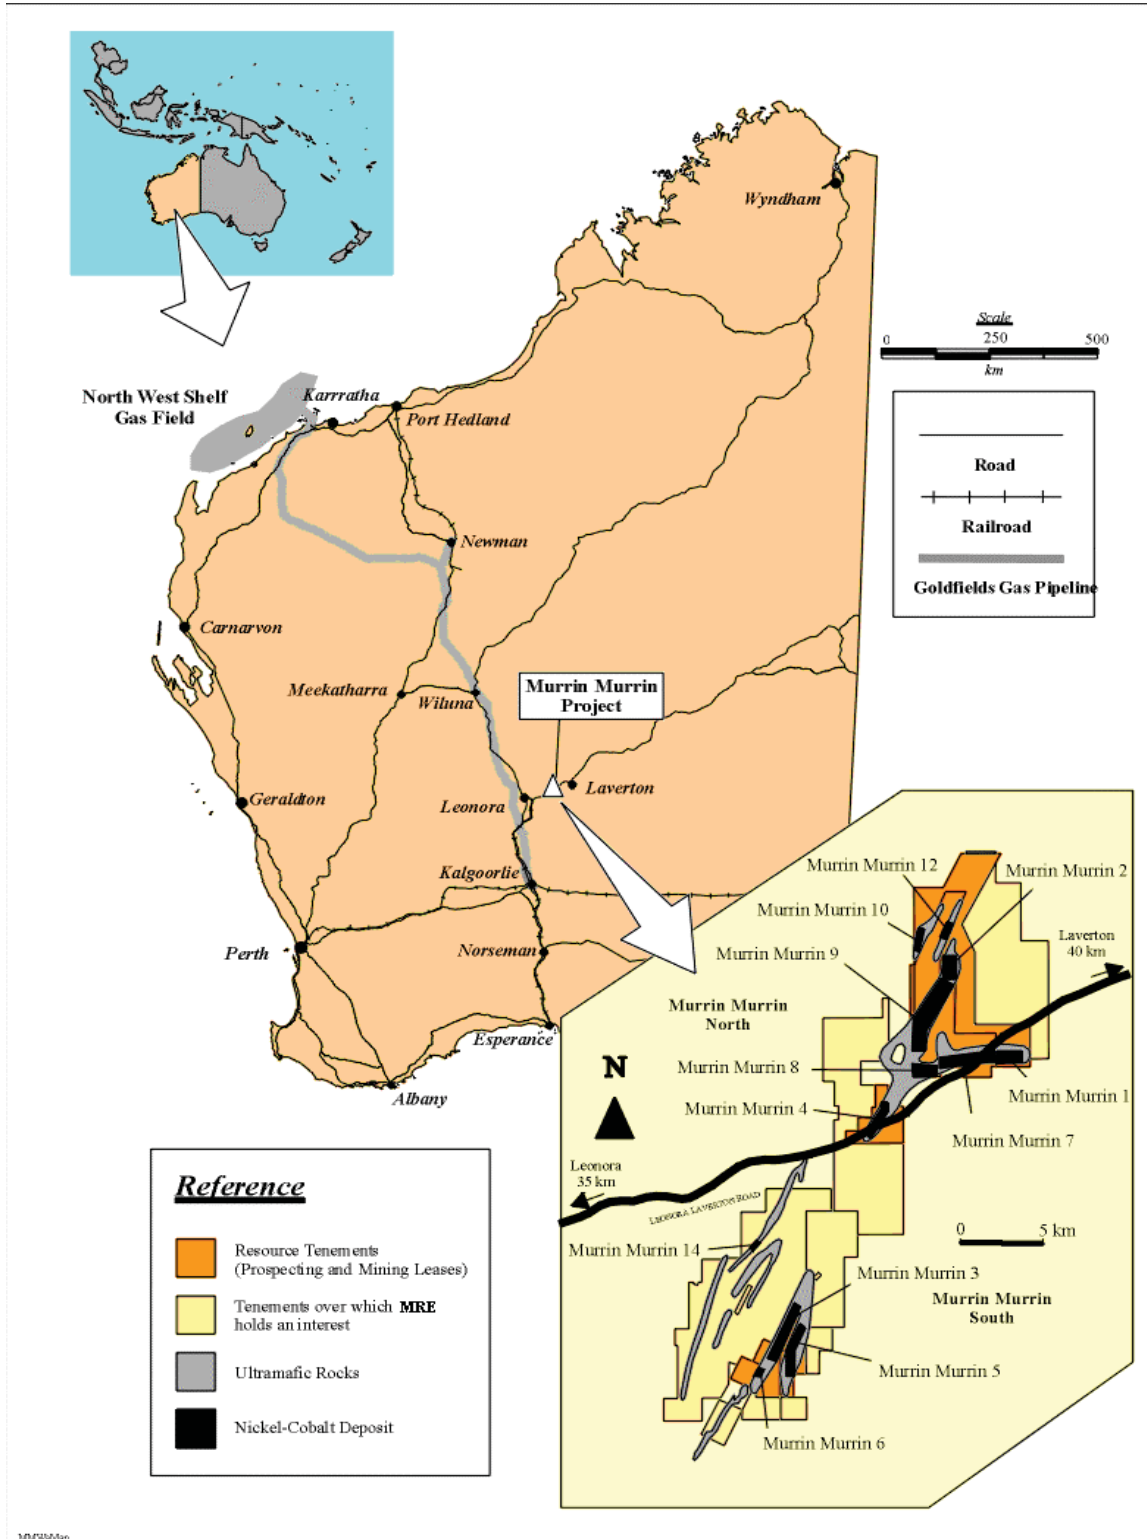 Wyndham
Scale
0 250 500
km
North West Shelf
Gas Field
Karrratha
Port Hedland
Road
Railroad
Goldfields Gas Pipeline
Newman
Carnarvon
Meekatharra
Wiluna
Murrin Murrin
Project
Laverton
Leonora
Geraldton
Kalgoorlie
Perth
Norseman
Esperance
Albany
Murrin Murrin 12
Murrin Murrin 2
Murrin Murrin 10
Murrin Murrin 9
Laverton
40 km
Murrin Murrin
North
N
Murrin Murrin 8
Murrin Murrin 1
Murrin Murrin 4
Murrin Murrin 7
Leonora
35 km
LEONORA LAVERTON ROAD
0 5 km
Murrin Murrin 14
Murrin Murrin 3
Murrin Murrin
South
Murrin Murrin 5
Murrin Murrin 6
Reference
Resource Tenements
(Prospecting and Mining Leases)
Tenements over which MRE
holds an interest
Ultramafic Rocks
Nickel-Cobalt Deposit